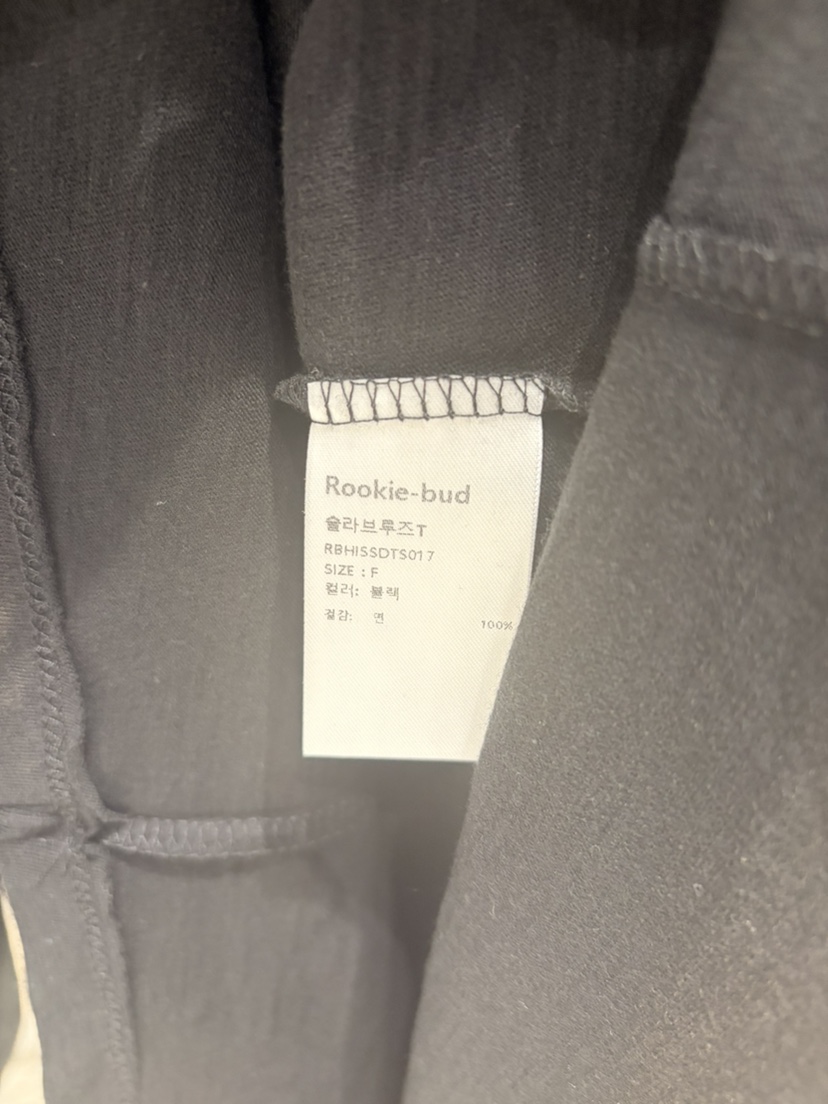 Rookie-bud
슬라브루즈T
RBHISSDTS017
SIZE : F
컬러: 블랙
겉감: 면 100%